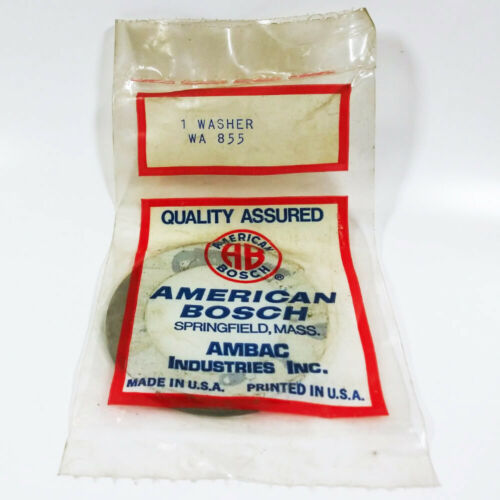 1 WASHER
WA 855
QUALITY ASSURED
AMERICAN
AB
BOSCH ®
AMERICAN
BOSCH
SPRINGFIELD, MASS.
AMBAC
INDUSTRIES INC.
MADE IN U.S.A. PRINTED IN U.S.A.